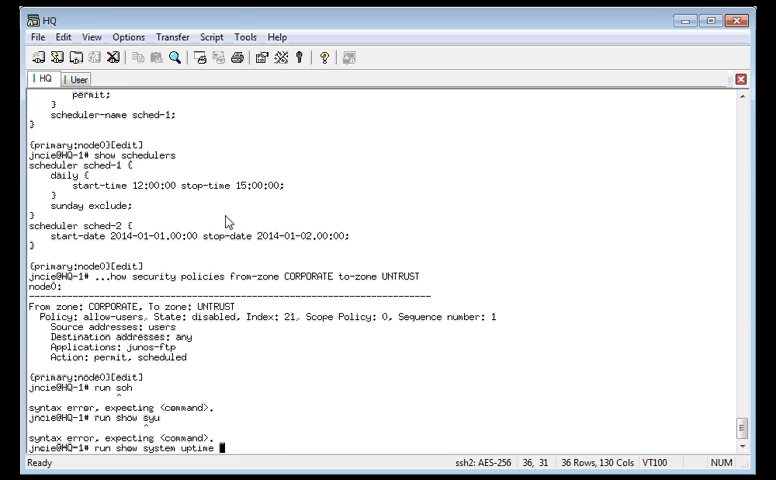 HQ
File Edit View Options Transfer Script Tools Help
HQ User
permit;
}
scheduler-name sched-1;
}
{primary:node0}[edit]
jncie@HQ-1# show schedulers
scheduler sched-1 {
daily {
start-time 12:00:00 stop-time 15:00:00;
}
sunday exclude;
}
scheduler sched-2 {
start-date 2014-01-01.00:00 stop-date 2014-01-02.00:00;
}
{primary:node0}[edit]
jncie@HQ-1# ...how security policies from-zone CORPORATE to-zone UNTRUST
node0:
--------------------------------------------------------------------------
From zone: CORPORATE, To zone: UNTRUST
Policy: allow-users, State: disabled, Index: 21, Scope Policy: 0, Sequence number: 1
Source addresses: users
Destination addresses: any
Applications: junos-ftp
Action: permit, scheduled
{primary:node0}[edit]
jncie@HQ-1# run soh
^
syntax error, expecting <command>.
jncie@HQ-1# run show syu
^
syntax error, expecting <command>.
jncie@HQ-1# run show system uptime
Ready ssh2: AES-256 36, 31 36 Rows, 130 Cols VT100 NUM